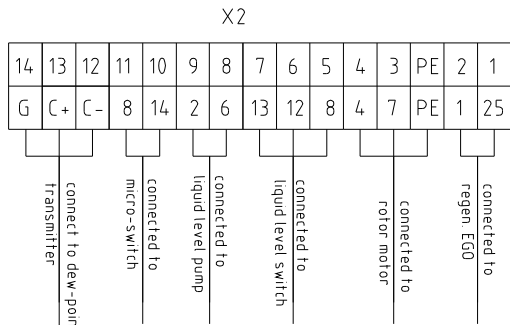 X2
14 13 12 11 10 9 8 7 6 5 4 3 PE 2 1
G C+ C- 8 14 2 6 13 12 8 4 7 PE 1 25
connect to dew-poin
transmitter
connected to
micro-switch
connected to
liquid level pump
connected to
liquid level switch
connected to
rotor motor
connected to
regen. EGO